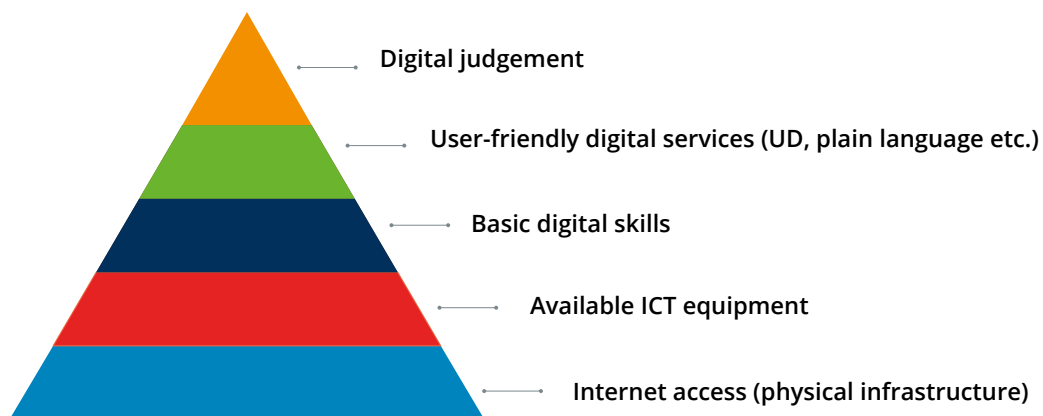 Digital judgement
User-friendly digital services (UD, plain language etc.)
Basic digital skills
Available ICT equipment
Internet access (physical infrastructure)